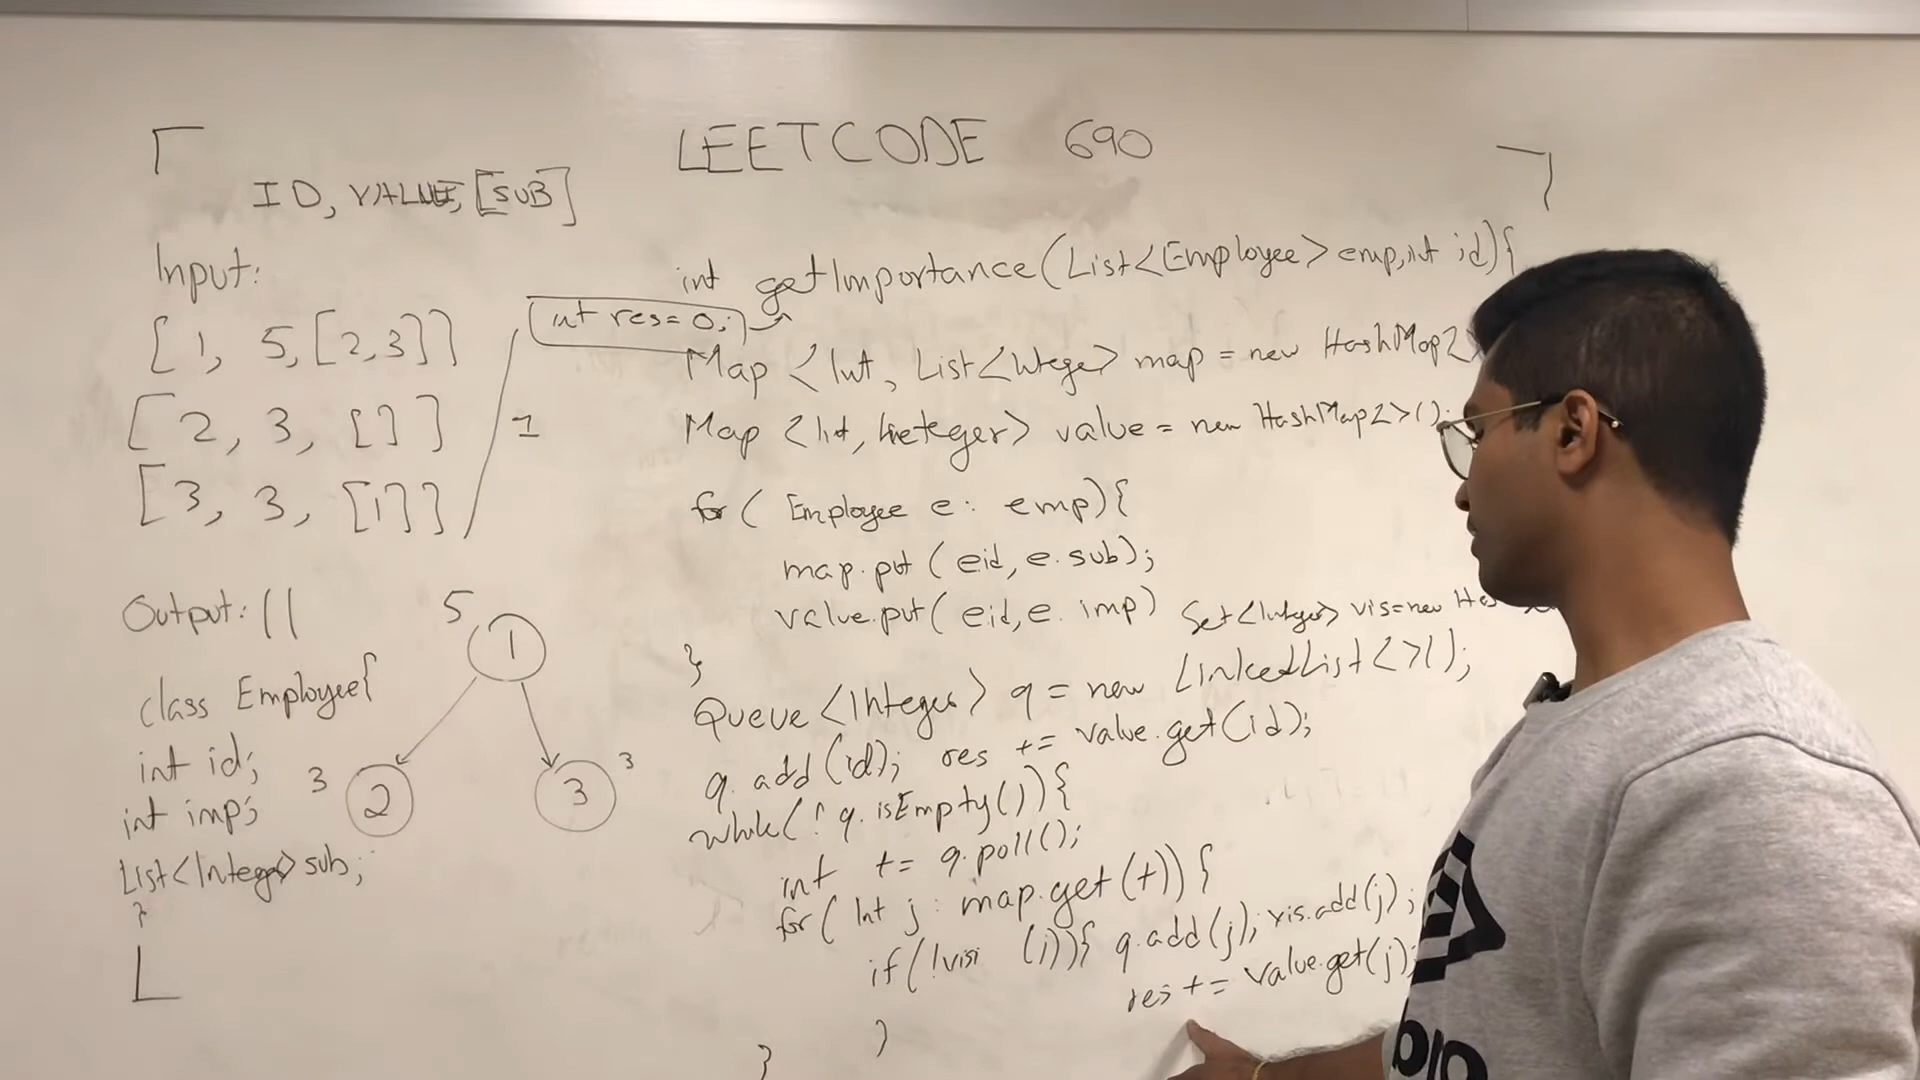 LEETCODE 690
ID, VALUE, [SUB]
Input:
[1, 5, [2,3]]
[2, 3, []]
[3, 3, [1]]
1
Output: 11
class Employee{
int id;
int imp;
List<Integer> sub;
}
5
1
3
2
3
3
int getImportance(List<Employee> emp, int id){
int res = 0;
Map <Int, List<Intege> map = new HashMap<>
Map <Int, Integer> value = new HashMap<>();
for ( Employee e : emp){
map.put (eid, e.sub);
value.put( eid, e. imp)
}
Set<Integer> vis = new
Queue <Integer> q = new LinkedList<>();
q.add(id); res += value.get(id);
while(! q.isEmpty()){
int t = q.poll();
for ( Int j : map.get(t)) {
if(!visi (j)){ q.add(j); vis.add(j);
res += value.get(j);
}
}